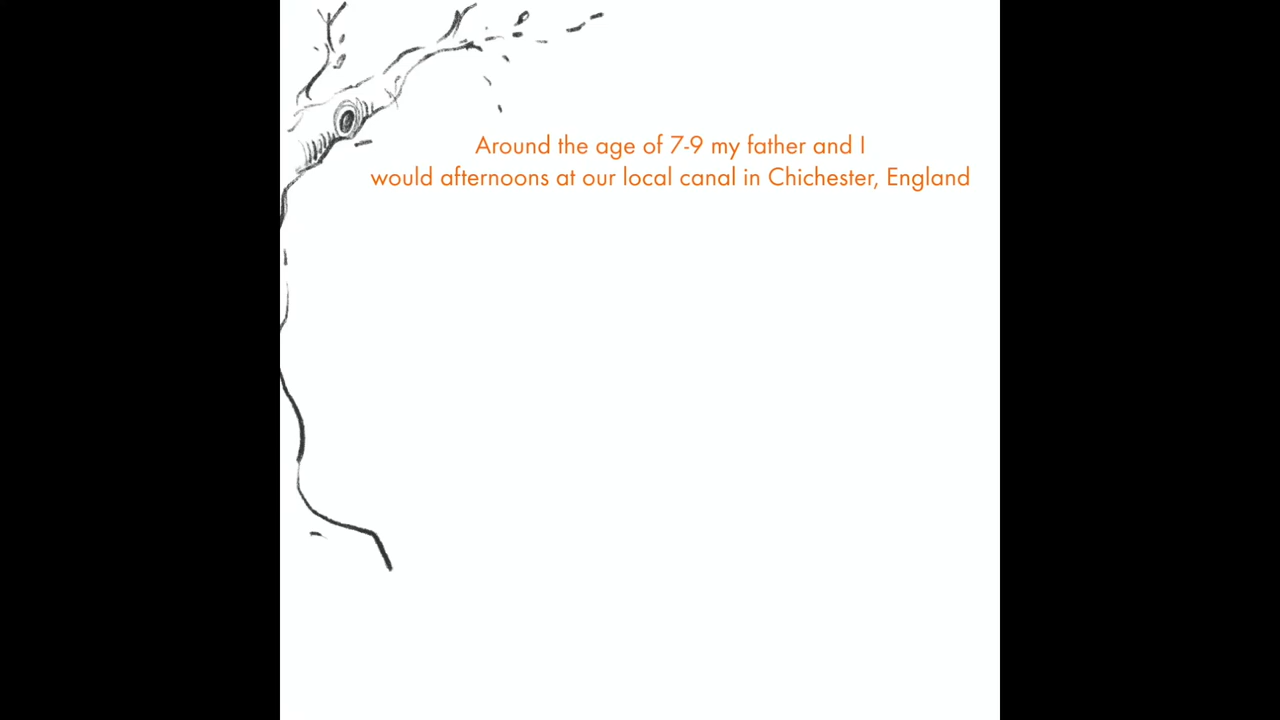 Around the age of 7-9 my father and I
would afternoons at our local canal in Chichester, England